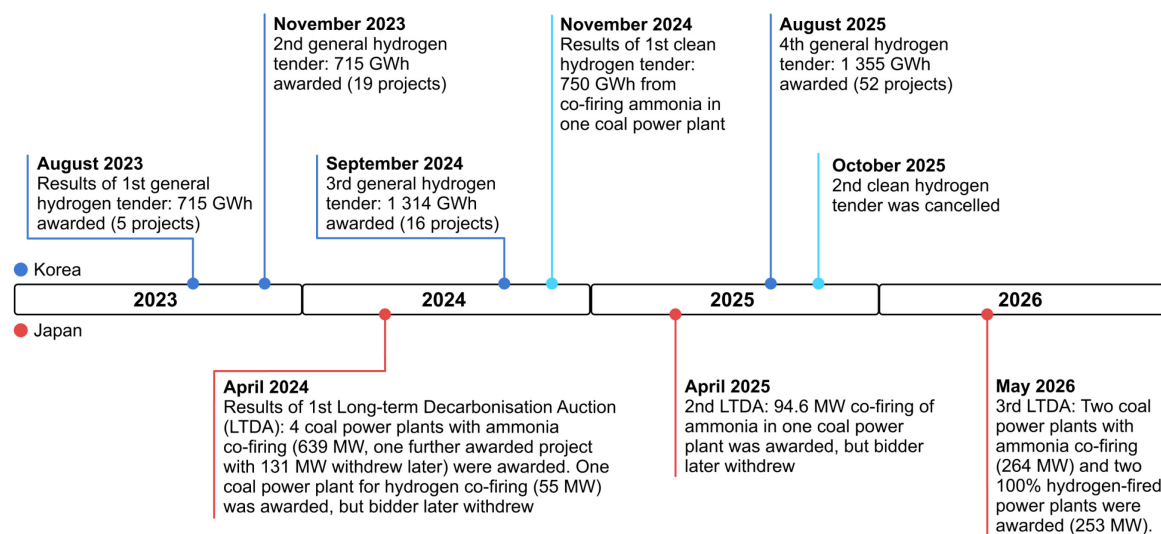 November 2023
2nd general hydrogen
tender: 715 GWh
awarded (19 projects)
November 2024
Results of 1st clean
hydrogen tender:
750 GWh from
co-firing ammonia in
one coal power plant
August 2025
4th general hydrogen
tender: 1 355 GWh
awarded (52 projects)
August 2023
Results of 1st general
hydrogen tender: 715 GWh
awarded (5 projects)
September 2024
3rd general hydrogen
tender: 1 314 GWh
awarded (16 projects)
October 2025
2nd clean hydrogen
tender was cancelled
Korea
2023
2024
2025
2026
Japan
April 2024
Results of 1st Long-term Decarbonisation Auction
(LTDA): 4 coal power plants with ammonia
co-firing (639 MW, one further awarded project
with 131 MW withdrew later) were awarded. One
coal power plant for hydrogen co-firing (55 MW)
was awarded, but bidder later withdrew
April 2025
2nd LTDA: 94.6 MW co-firing of
ammonia in one coal power
plant was awarded, but bidder
later withdrew
May 2026
3rd LTDA: Two coal
power plants with
ammonia co-firing
(264 MW) and two
100% hydrogen-fired
power plants were
awarded (253 MW).